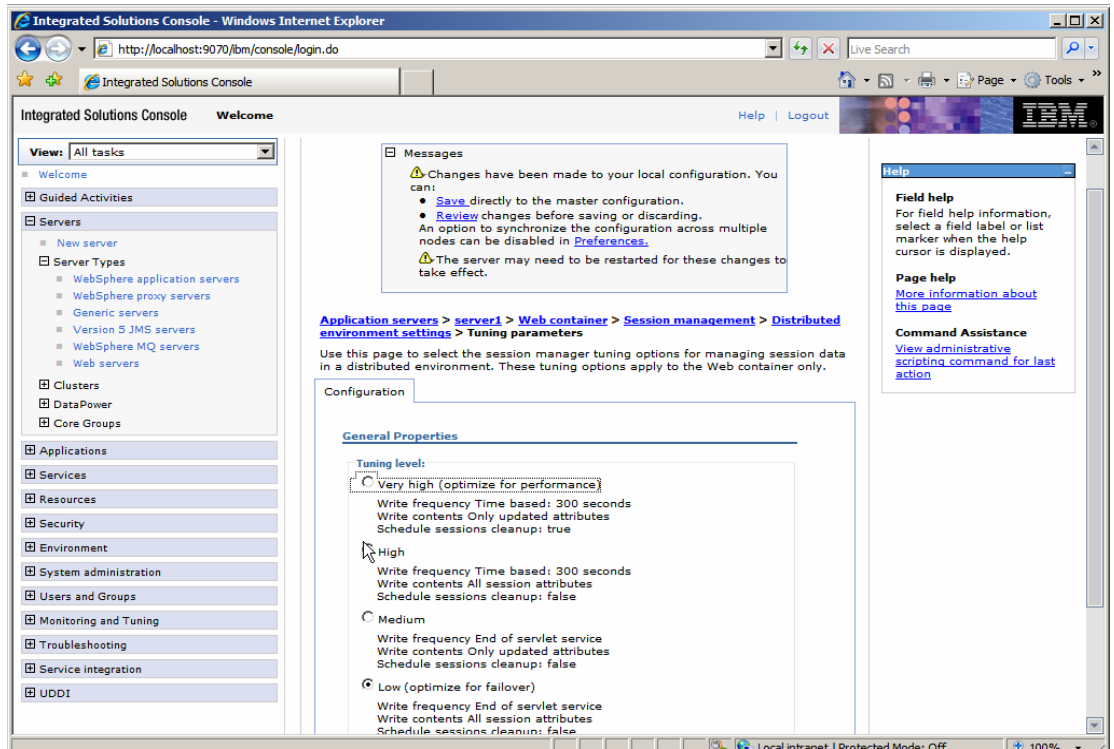 Integrated Solutions Console - Windows Internet Explorer
http://localhost:9070/ibm/console/login.do
Live Search
Integrated Solutions Console
Page
Tools
Integrated Solutions Console Welcome
Help | Logout
IBM.
View: All tasks
Welcome
Guided Activities
Servers
New server
Server Types
WebSphere application servers
WebSphere proxy servers
Generic servers
Version 5 JMS servers
WebSphere MQ servers
Web servers
Clusters
DataPower
Core Groups
Applications
Services
Resources
Security
Environment
System administration
Users and Groups
Monitoring and Tuning
Troubleshooting
Service integration
UDDI
Messages
Changes have been made to your local configuration. You
can:
Save directly to the master configuration.
Review changes before saving or discarding.
An option to synchronize the configuration across multiple
nodes can be disabled in Preferences.
The server may need to be restarted for these changes to
take effect.
Application servers > server1 > Web container > Session management > Distributed
environment settings > Tuning parameters
Use this page to select the session manager tuning options for managing session data
in a distributed environment. These tuning options apply to the Web container only.
Configuration
General Properties
Tuning level:
Very high (optimize for performance)
Write frequency Time based: 300 seconds
Write contents Only updated attributes
Schedule sessions cleanup: true
High
Write frequency Time based: 300 seconds
Write contents All session attributes
Schedule sessions cleanup: false
Medium
Write frequency End of servlet service
Write contents Only updated attributes
Schedule sessions cleanup: false
Low (optimize for failover)
Write frequency End of servlet service
Write contents All session attributes
Schedule sessions cleanup: false
Help
Field help
For field help information,
select a field label or list
marker when the help
cursor is displayed.
Page help
More information about
this page
Command Assistance
View administrative
scripting command for last
action
Local intranet | Protected Mode: Off
100%